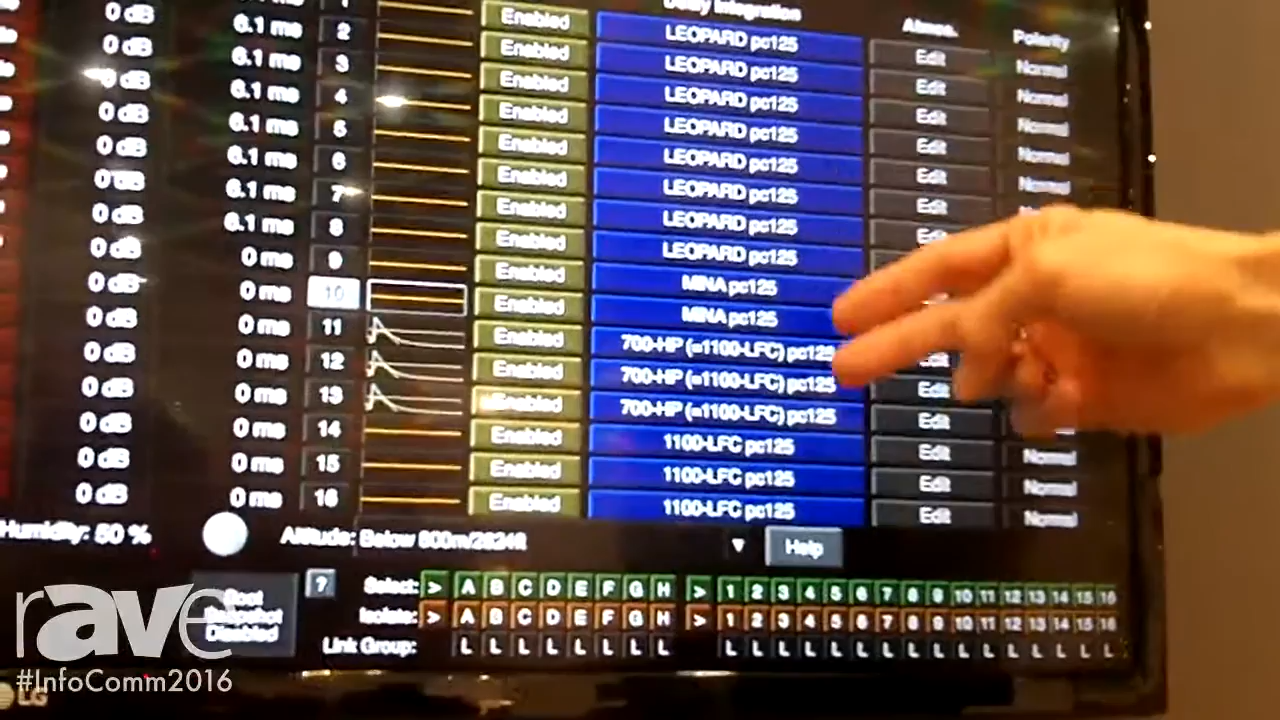 Delay Integration
Atmos. Polarity
0 dB 1 Enabled
0 dB 6.1 ms 2 Enabled LEOPARD pc125 Edit Normal
0 dB 6.1 ms 3 Enabled LEOPARD pc125 Edit Normal
0 dB 6.1 ms 4 Enabled LEOPARD pc125 Edit Normal
0 dB 6.1 ms 5 Enabled LEOPARD pc125 Edit Normal
0 dB 6.1 ms 6 Enabled LEOPARD pc125 Edit Normal
0 dB 6.1 ms 7 Enabled LEOPARD pc125 Edit
0 dB 6.1 ms 8 Enabled LEOPARD pc125 Edit
0 dB 0 ms 9 Enabled LEOPARD pc125
0 dB 0 ms 10 Enabled MINA pc125
0 dB 0 ms 11 Enabled MINA pc125
0 dB 0 ms 12 Enabled 700-HP (=1100-LFC) pc125 Edit
0 dB 0 ms 13 Enabled 700-HP (=1100-LFC) pc125 Edit
0 dB 0 ms 14 Enabled 700-HP (=1100-LFC) pc125 Edit
0 dB 0 ms 15 Enabled 1100-LFC pc125 Edit Normal
0 dB 0 ms 16 Enabled 1100-LFC pc125 Edit Normal
1100-LFC pc125 Edit Normal
Humidity: 50 % Altitude: Below 600m/2624ft ▼ Help
Boot Snapshot Disabled ?
Select: > A B C D E F G H > 1 2 3 4 5 6 7 8 9 10 11 12 13 14 15 16
Isolate: > A B C D E F G H > 1 2 3 4 5 6 7 8 9 10 11 12 13 14 15 16
Link Group: L L L L L L L L L L L L L L L L L L L L L L L L
rAVe
#InfoComm2016
LG